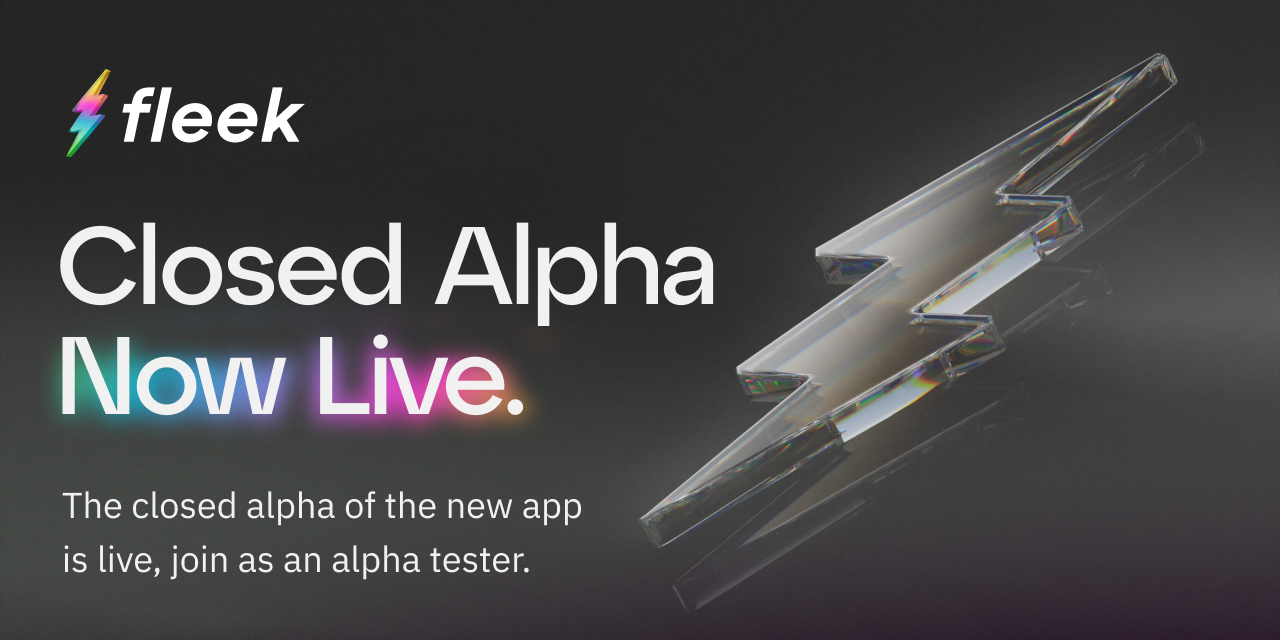 fleek
Closed Alpha
Now Live.
The closed alpha of the new app
is live, join as an alpha tester.